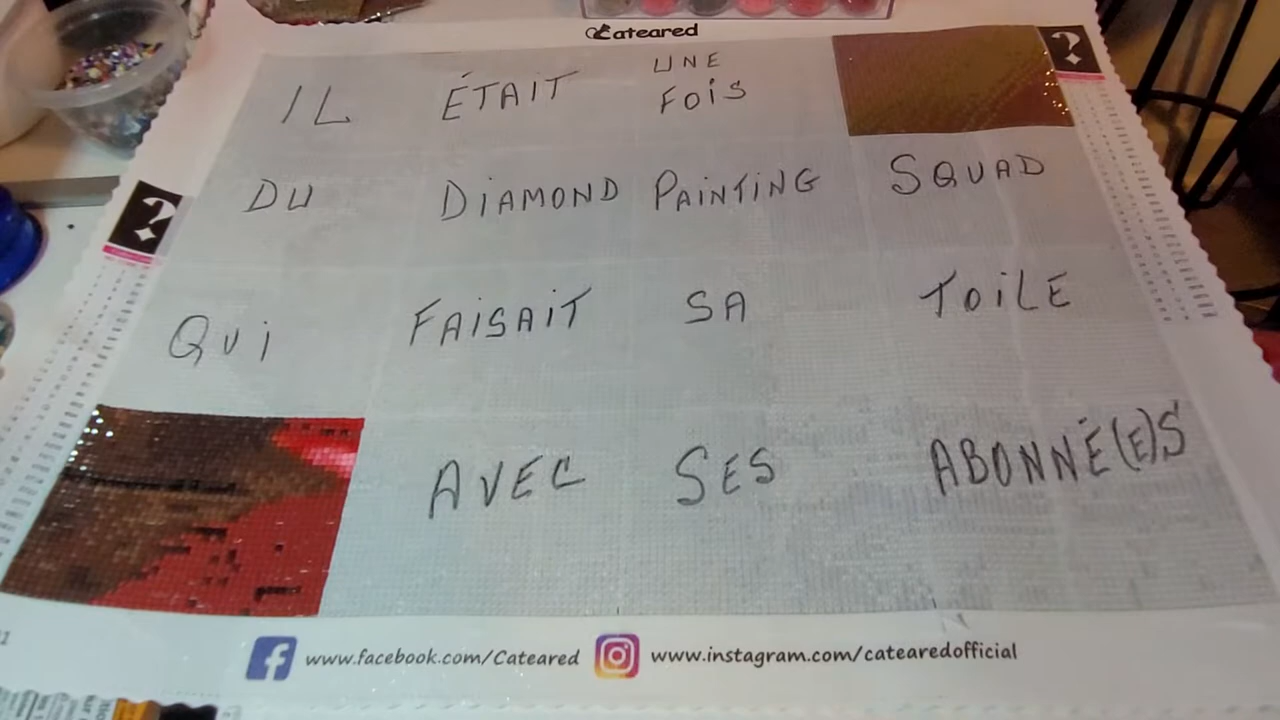 Cateared
IL ÉTAIT UNE FOiS
DU DiAMOND PAiNTiNG SQUAD
QUi FAiSAiT SA TOiLE
AVEC SES ABONNÉ(E)S
www.facebook.com/Cateared www.instagram.com/catearedofficial